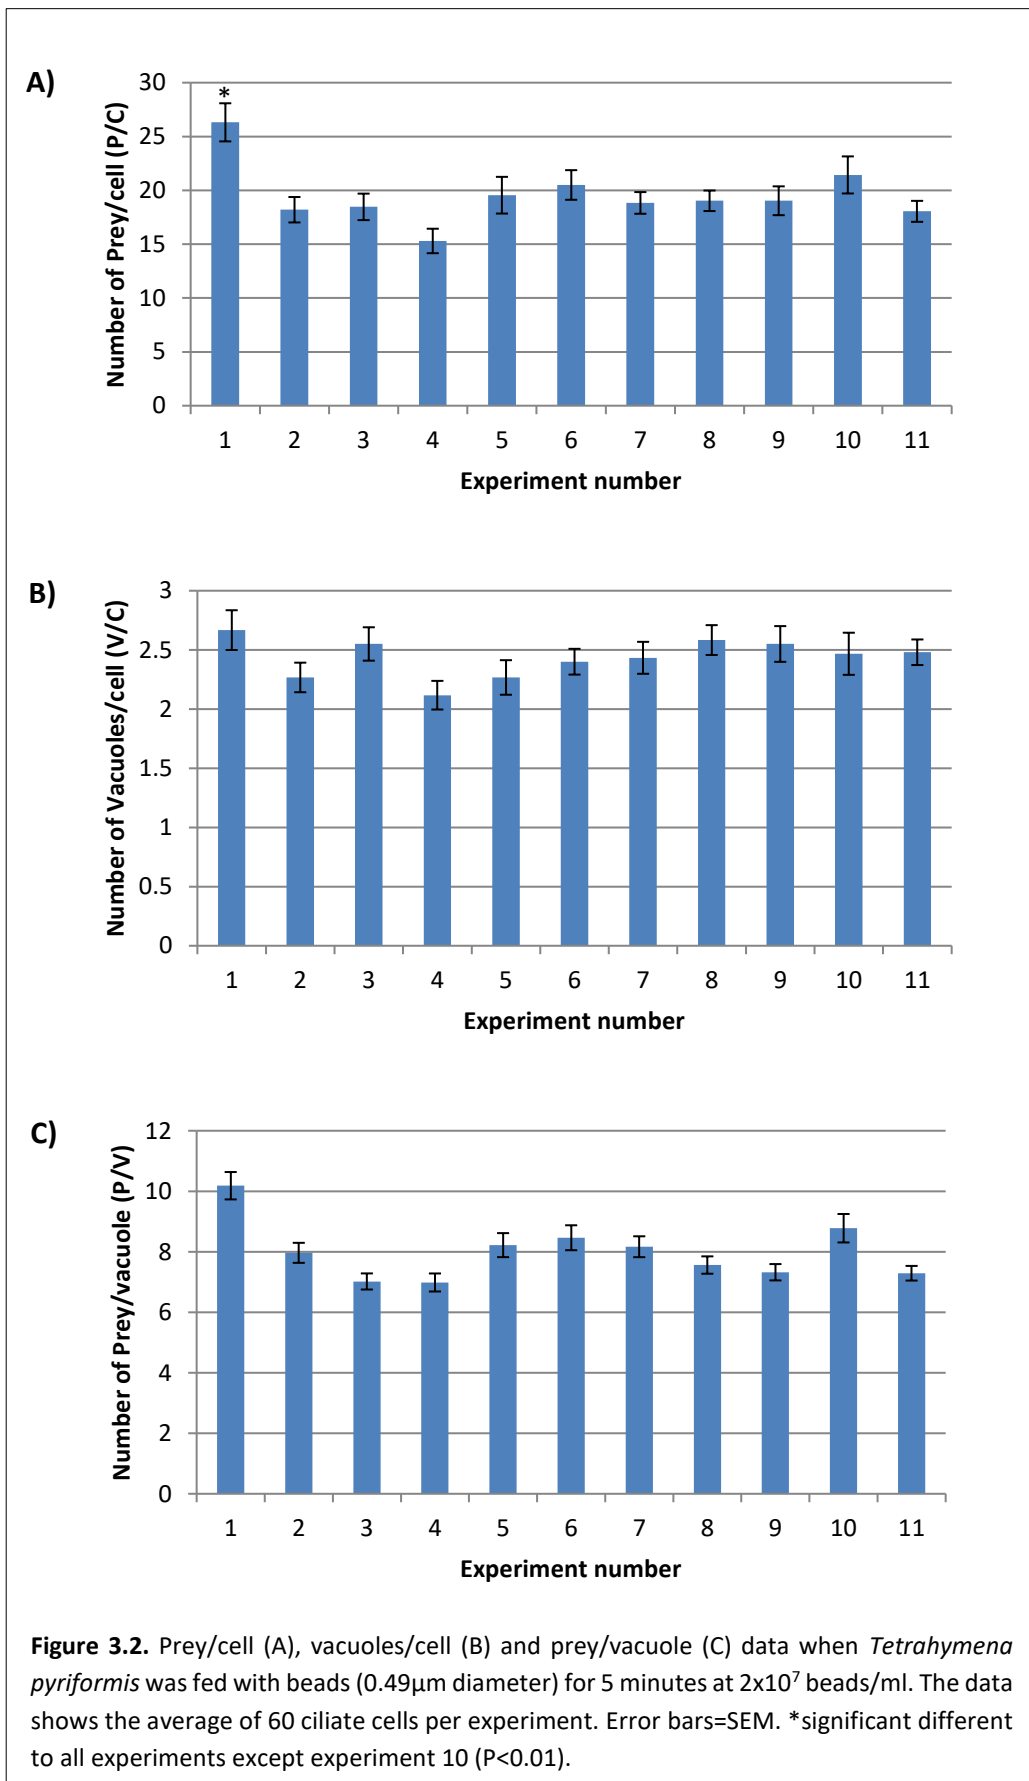 A)
Number of Prey/cell (P/C)
30
25
20
15
10
5
0
*
1 2 3 4 5 6 7 8 9 10 11
Experiment number
B)
Number of Vacuoles/cell (V/C)
3
2.5
2
1.5
1
0.5
0
1 2 3 4 5 6 7 8 9 10 11
Experiment number
C)
Number of Prey/vacuole (P/V)
12
10
8
6
4
2
0
1 2 3 4 5 6 7 8 9 10 11
Experiment number
Figure 3.2. Prey/cell (A), vacuoles/cell (B) and prey/vacuole (C) data when Tetrahymena
pyriformis was fed with beads (0.49µm diameter) for 5 minutes at 2x10⁷ beads/ml. The data
shows the average of 60 ciliate cells per experiment. Error bars=SEM. *significant different
to all experiments except experiment 10 (P<0.01).